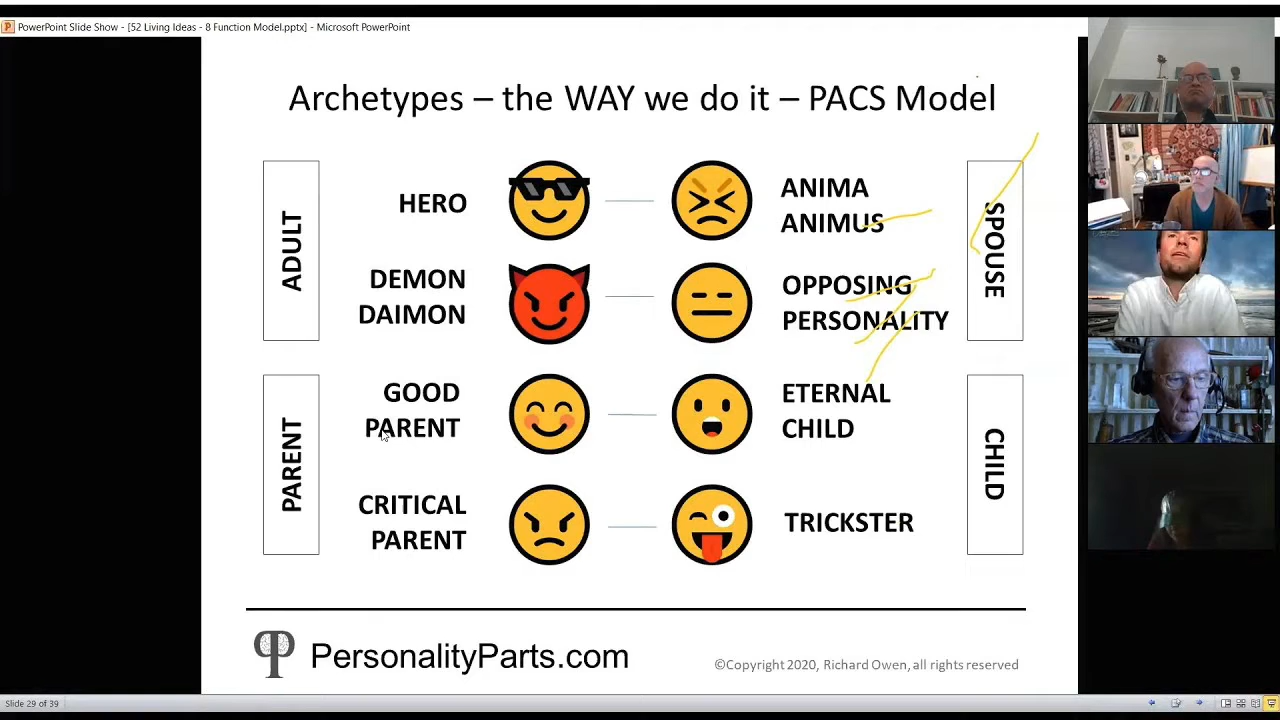 PowerPoint Slide Show - [52 Living Ideas - 8 Function Model.pptx] - Microsoft PowerPoint
Archetypes – the WAY we do it – PACS Model
ADULT
HERO
ANIMA
ANIMUS
SPOUSE
DEMON
DAIMON
OPPOSING
PERSONALITY
PARENT
GOOD
PARENT
ETERNAL
CHILD
CHILD
CRITICAL
PARENT
TRICKSTER
PersonalityParts.com
©Copyright 2020, Richard Owen, all rights reserved
Slide 29 of 39